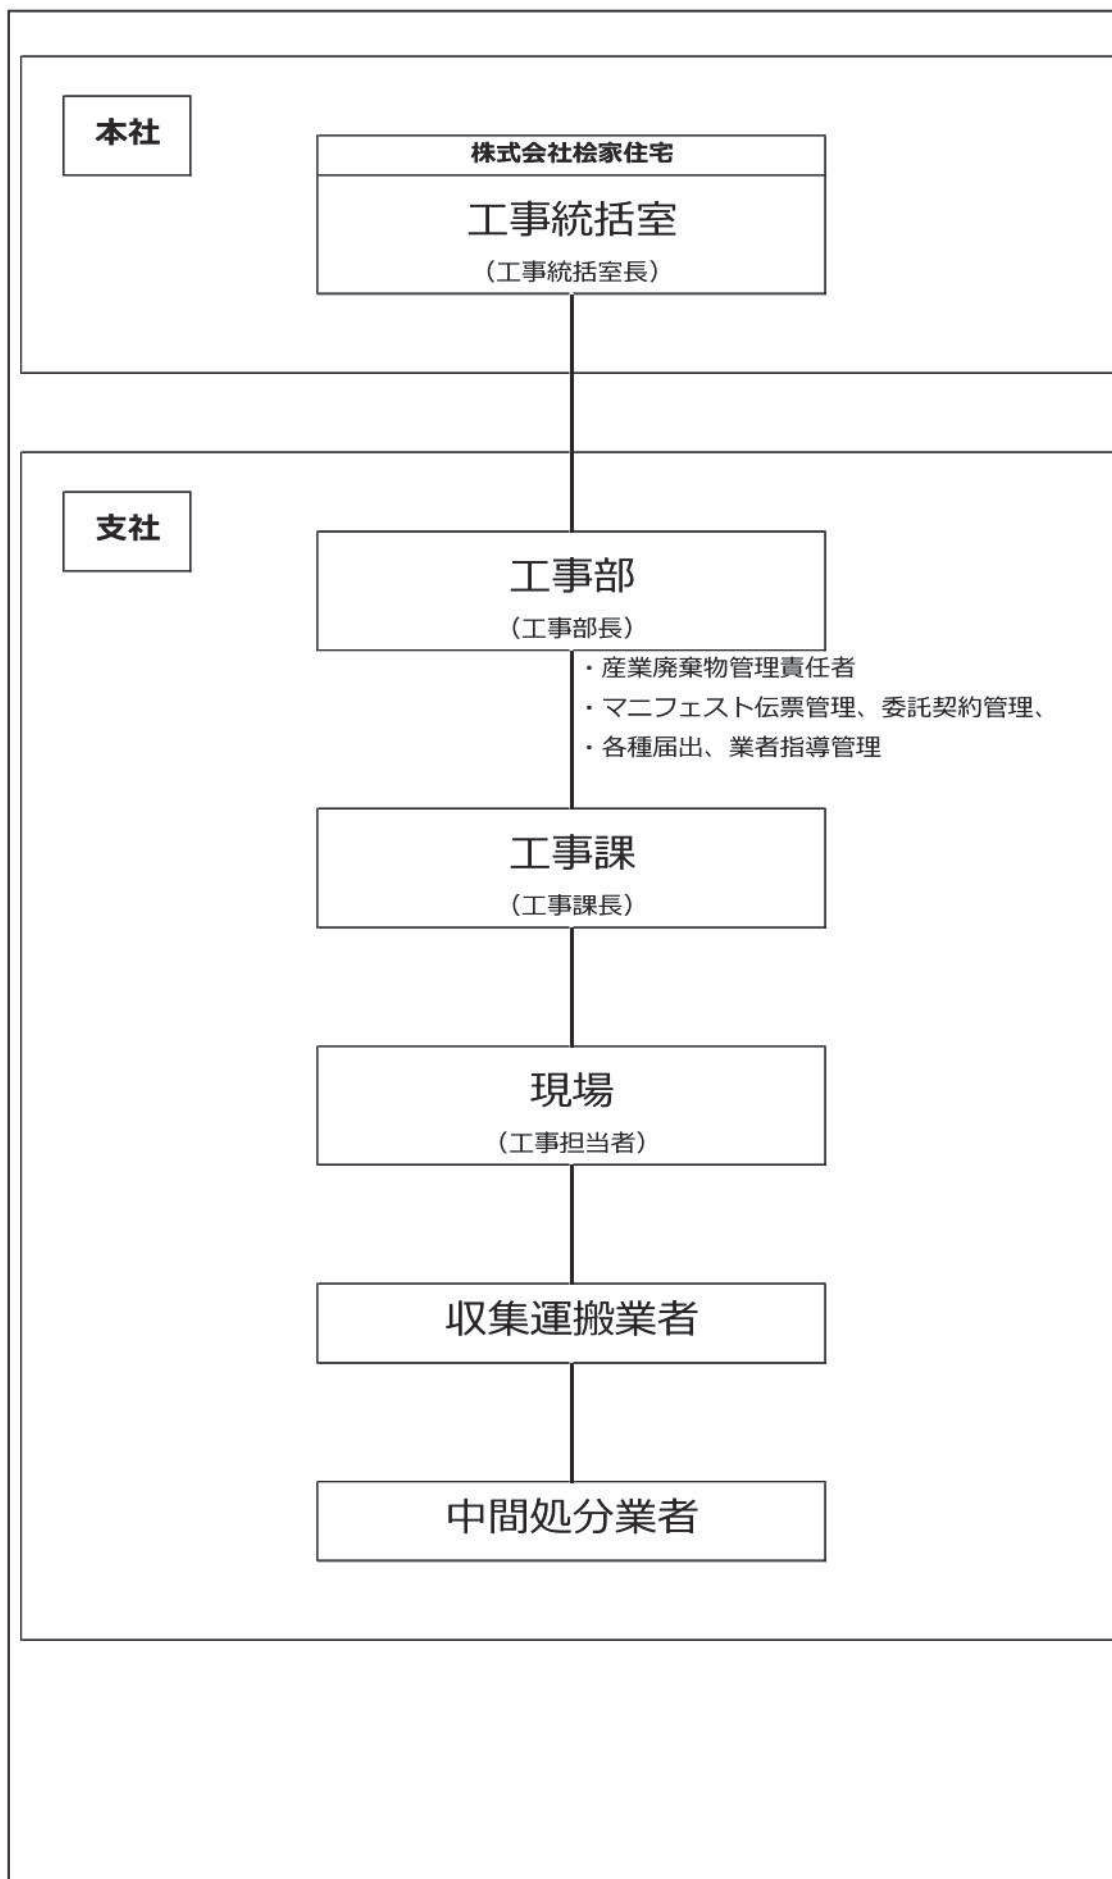 本社
株式会社桧家住宅
工事統括室
（工事統括室長）
支社
工事部
（工事部長）
・産業廃棄物管理責任者
・マニフェスト伝票管理、委託契約管理、
・各種届出、業者指導管理
工事課
（工事課長）
現場
（工事担当者）
収集運搬業者
中間処分業者